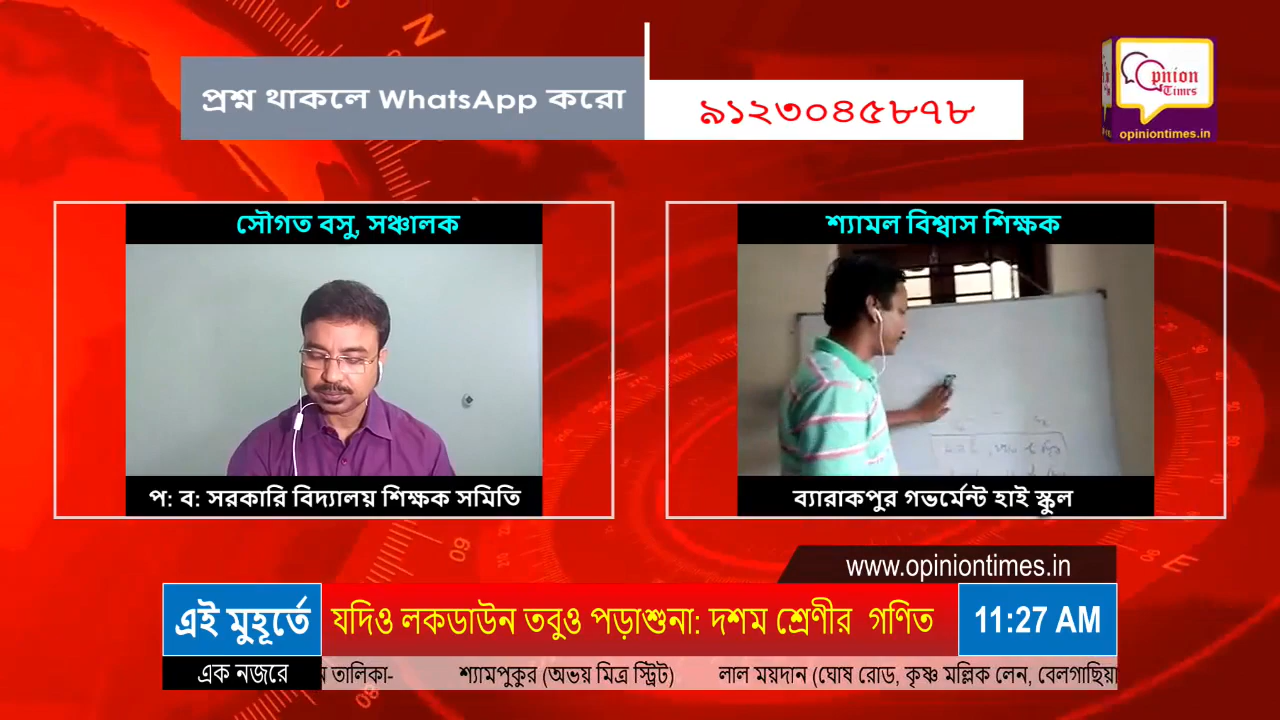 প্রশ্ন থাকলে WhatsApp করো
৯১২৩০৪৫৮৭৮
Opinion
Times
opiniontimes.in
সৌগত বসু, সঞ্চালক
প: ব: সরকারি বিদ্যালয় শিক্ষক সমিতি
শ্যামল বিশ্বাস শিক্ষক
ব্যারাকপুর গভর্মেন্ট হাই স্কুল
www.opiniontimes.in
এই মুহূর্তে
যদিও লকডাউন তবুও পড়াশুনা: দশম শ্রেণীর গণিত
11:27 AM
এক নজরে
তালিকা- শ্যামপুকুর (অভয় মিত্র স্ট্রিট) লাল ময়দান (ঘোষ রোড, কৃষ্ণ মল্লিক লেন, বেলগাছিয়া
N
E
60